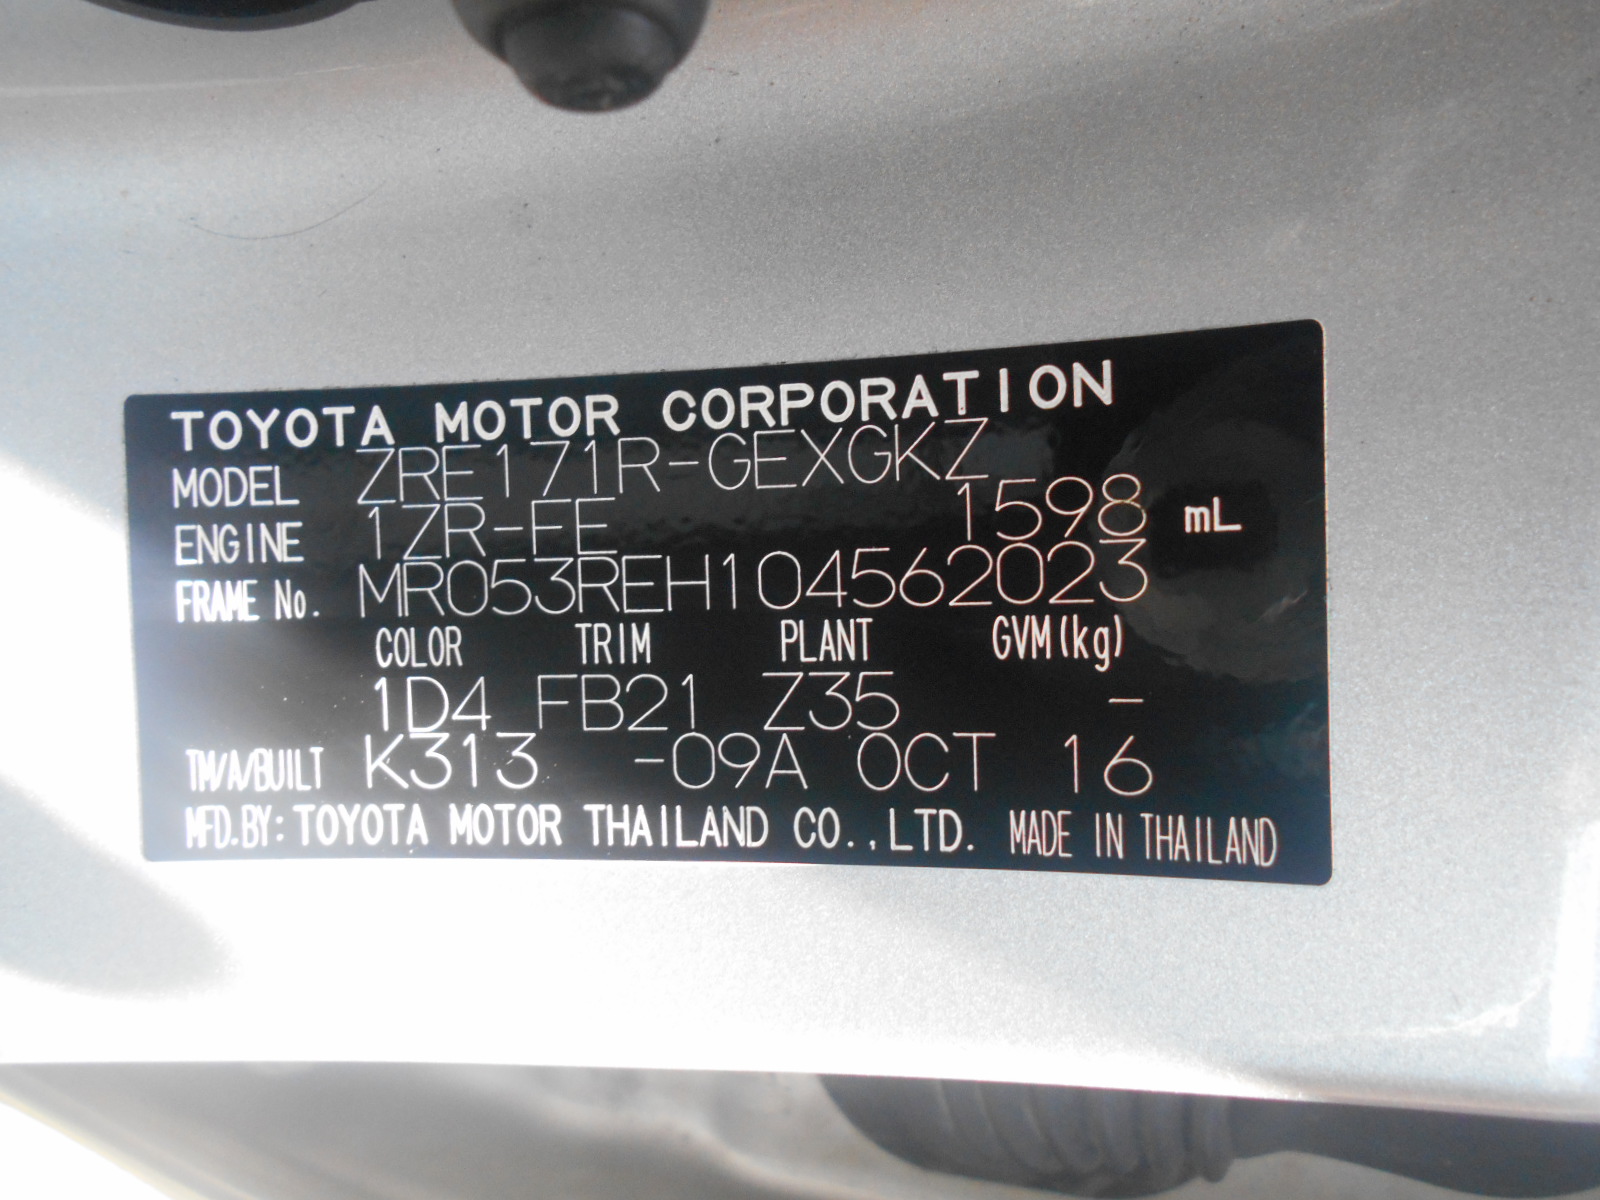 TOYOTA MOTOR CORPORATION
MODEL ZRE171R-GEXGKZ
ENGINE 1ZR-FE 1598 mL
FRAME No. MR053REH104562023
COLOR TRIM PLANT GVM(kg)
1D4 FB21 Z35 -
TM/A/BUILT K313 -09A OCT 16
MFD.BY:TOYOTA MOTOR THAILAND CO.,LTD. MADE IN THAILAND